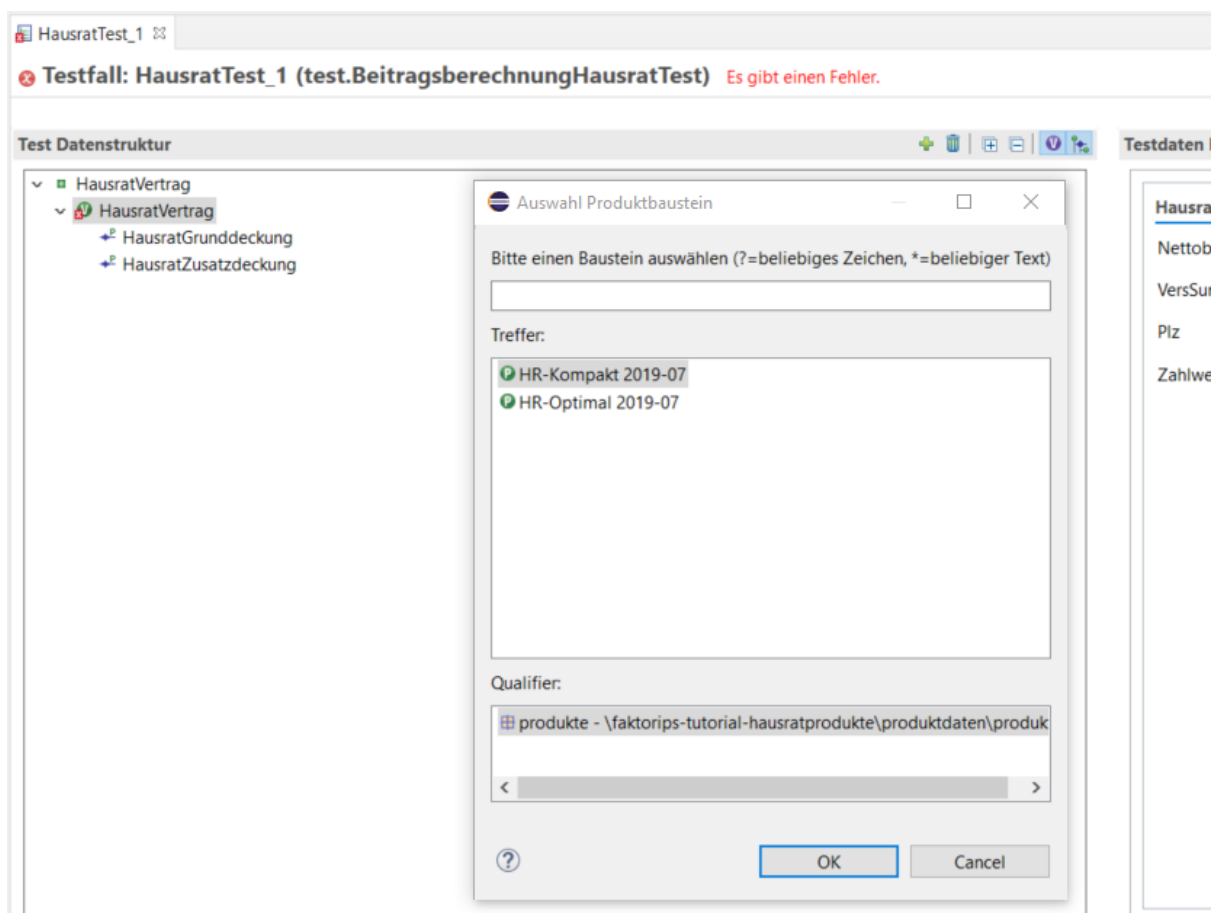 HausratTest_1
Testfall: HausratTest_1 (test.BeitragsberechnungHausratTest) Es gibt einen Fehler.
Test Datenstruktur
Testdaten
HausratVertrag
HausratVertrag
HausratGrunddeckung
HausratZusatzdeckung
Auswahl Produktbaustein
Bitte einen Baustein auswählen (?=beliebiges Zeichen, *=beliebiger Text)
Treffer:
HR-Kompakt 2019-07
HR-Optimal 2019-07
Qualifier:
produkte - \faktorips-tutorial-hausratprodukte\produktdaten\produk
OK
Cancel
Hausra
Nettob
VersSu
Plz
Zahlwe